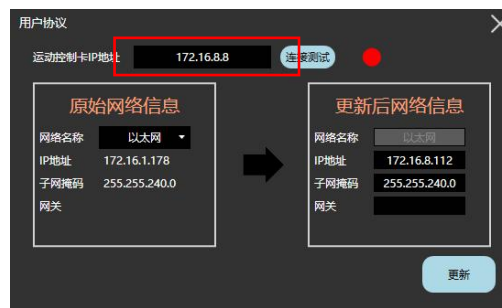 用户协议
运动控制卡IP地址 172.16.8.8 连接测试
原始网络信息
网络名称 以太网
IP地址 172.16.1.178
子网掩码 255.255.240.0
网关
更新后网络信息
网络名称 以太网
IP地址 172.16.8.112
子网掩码 255.255.240.0
网关
更新